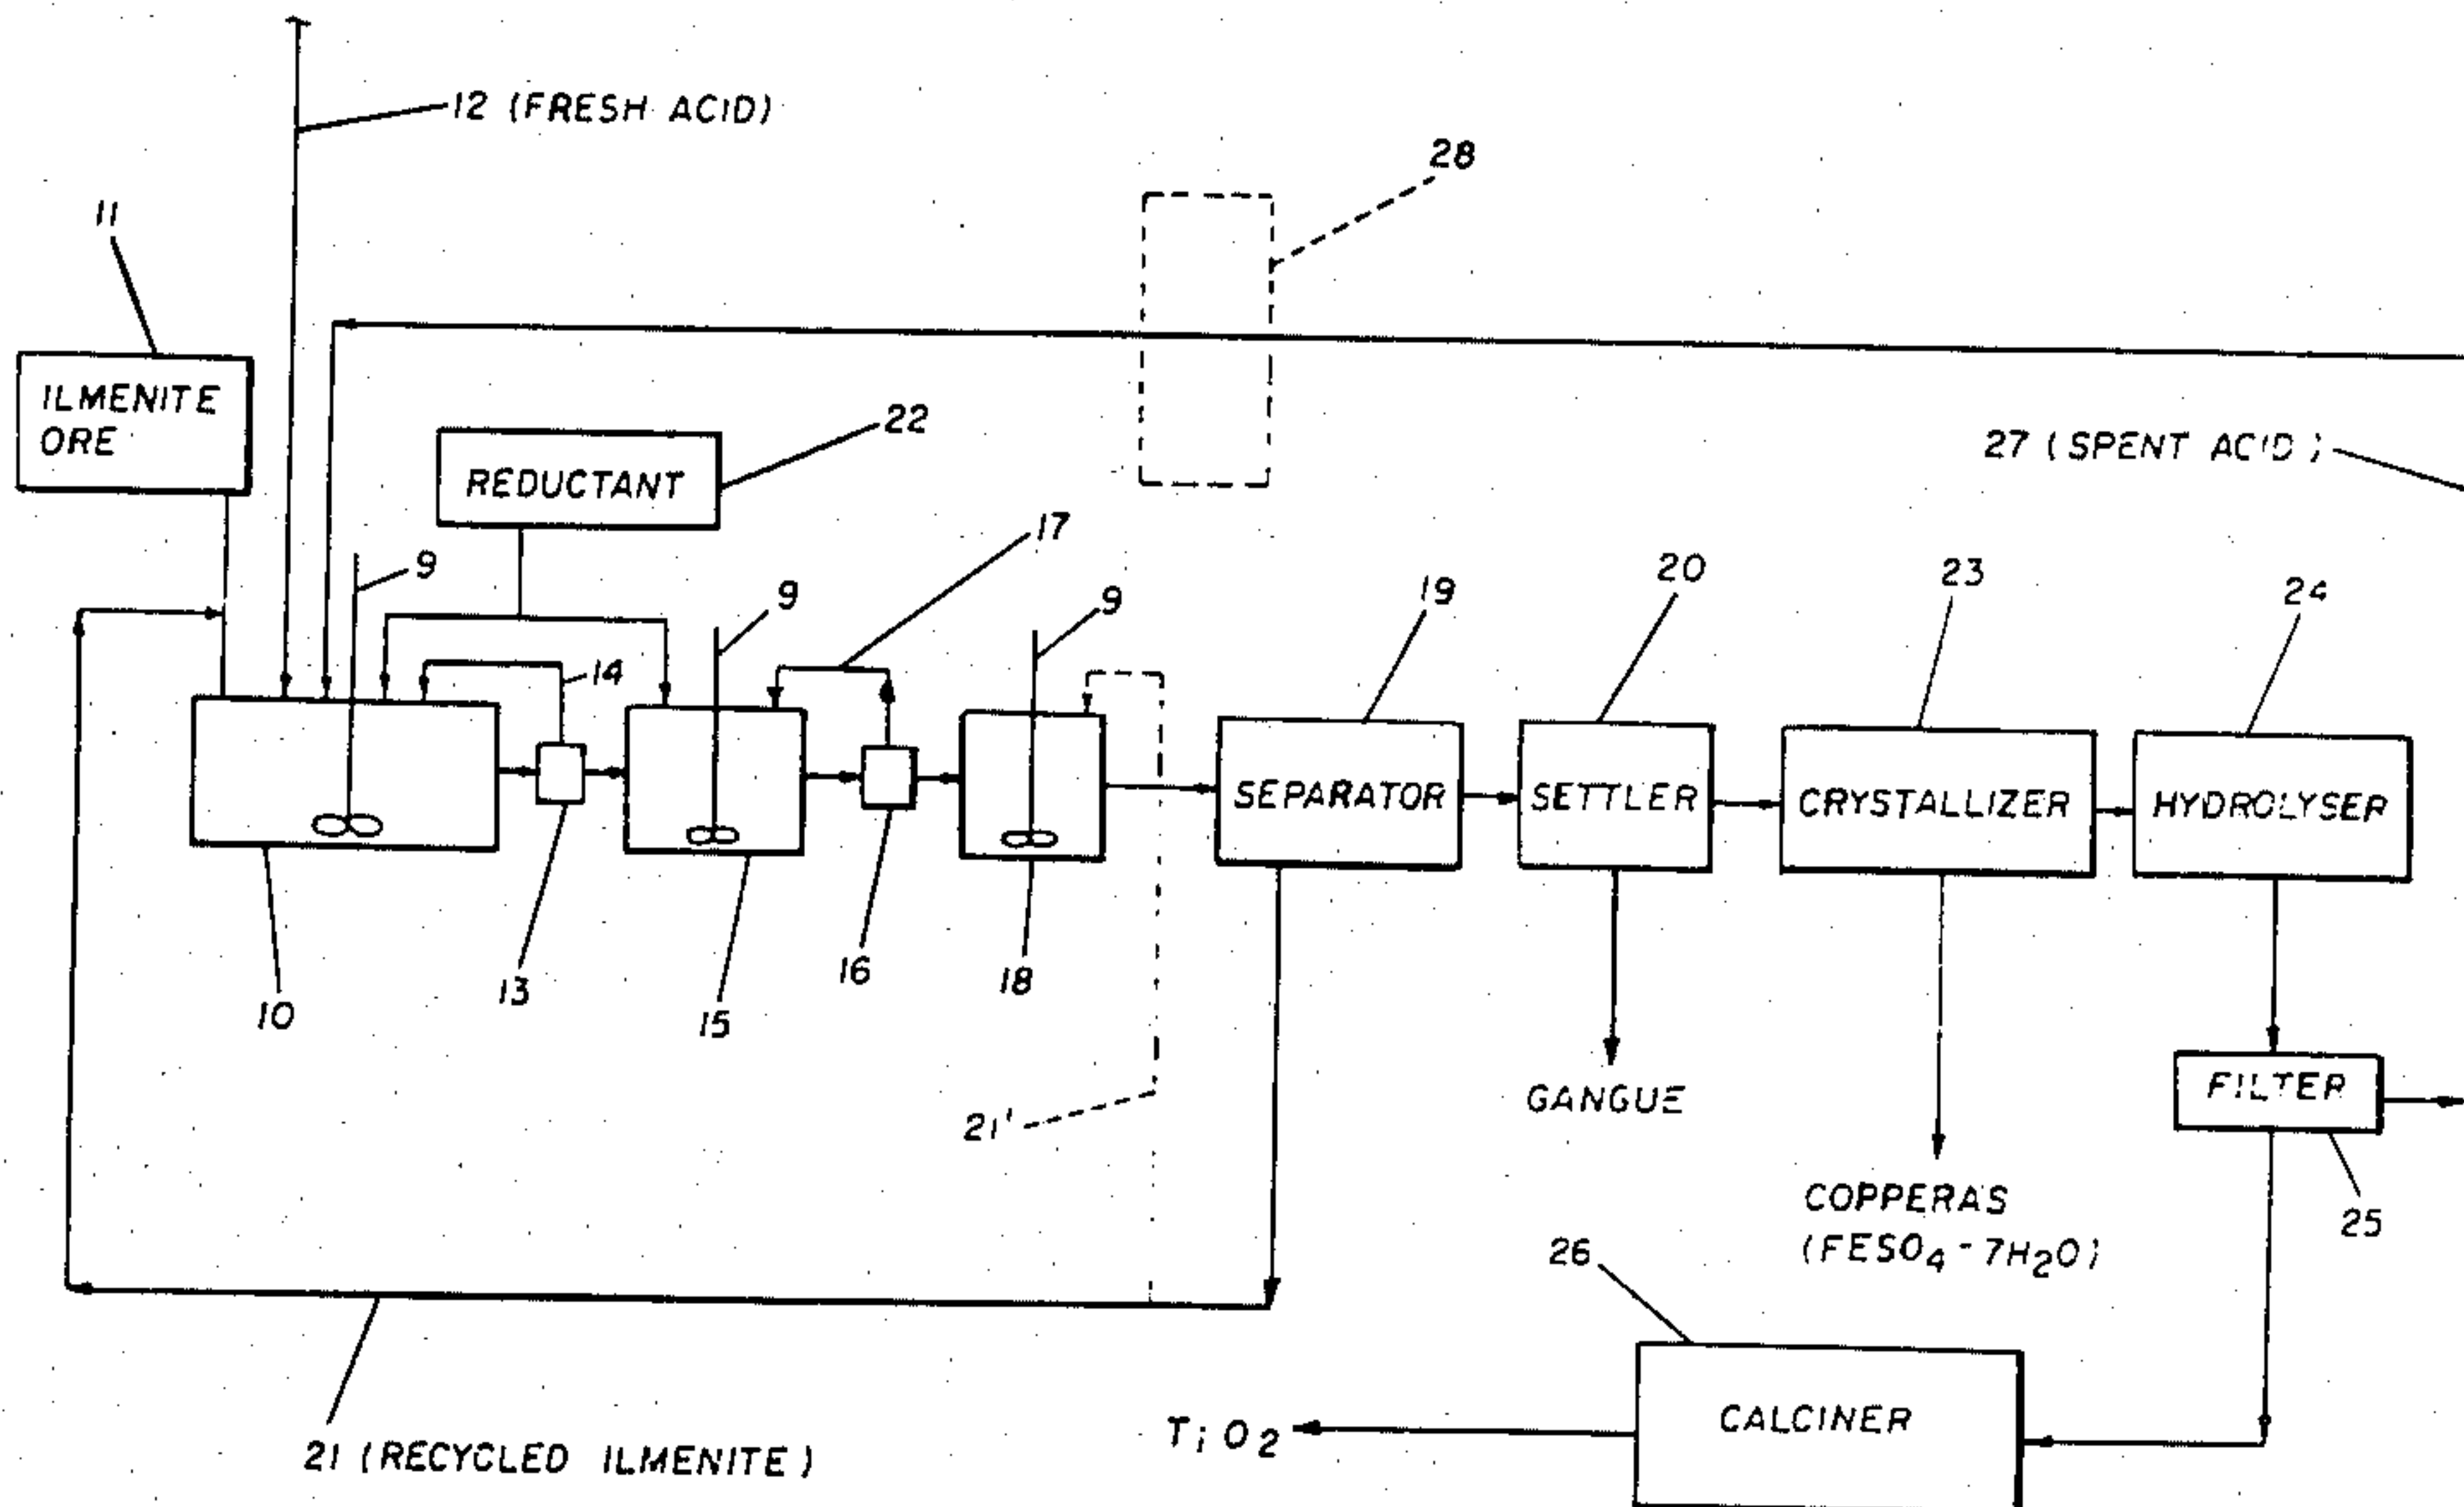 12 (FRESH ACID)
28
11
ILMENITE
ORE
22
REDUCTANT
27 (SPENT ACID)
17
9
9
9
19
20
23
24
14
SEPARATOR
SETTLER
CRYSTALLIZER
HYDROLYSER
10
13
15
16
18
21'
GANGUE
FILTER
25
COPPERAS
(FESO4-7H2O)
26
CALCINER
TiO2
21 (RECYCLED ILMENITE)